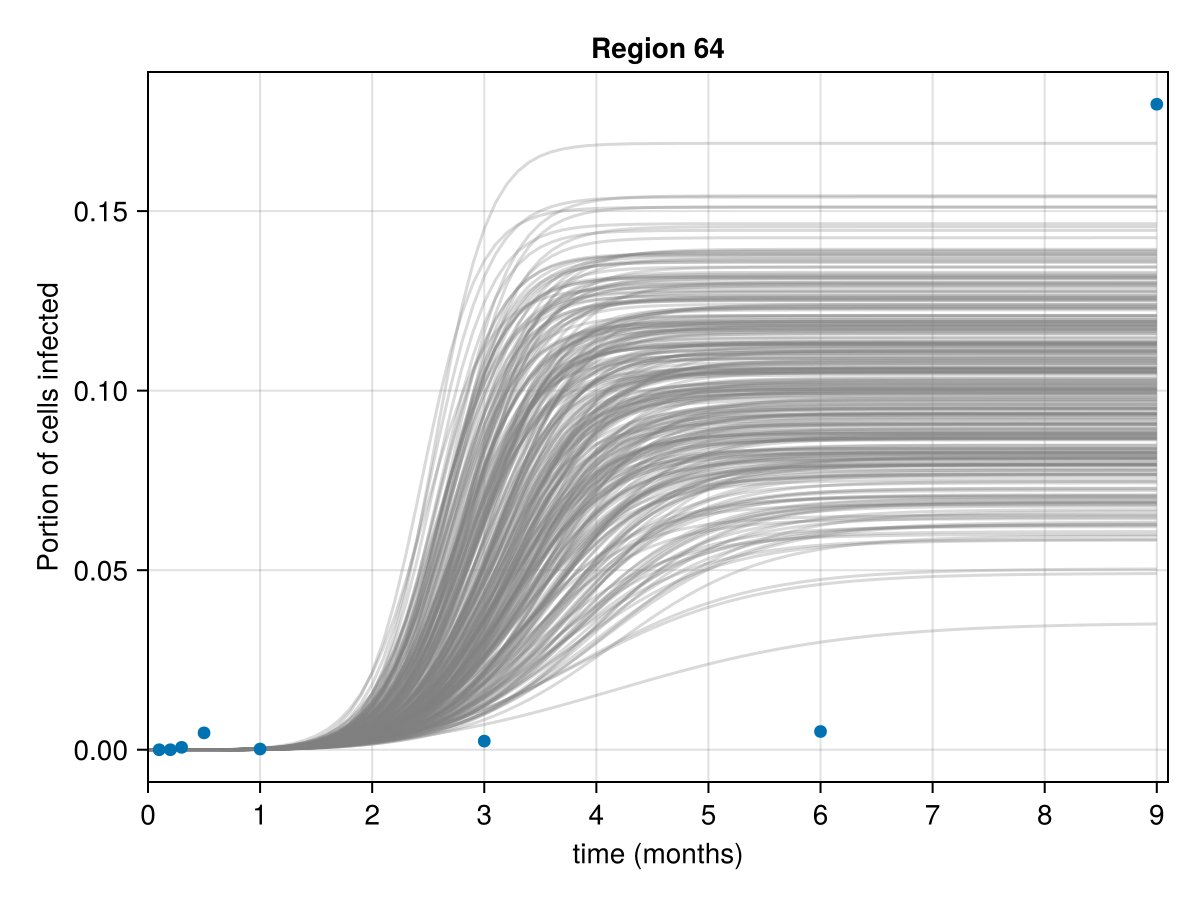 Region 64
Portion of cells infected
0.15
0.10
0.05
0.00
0 1 2 3 4 5 6 7 8 9
time (months)